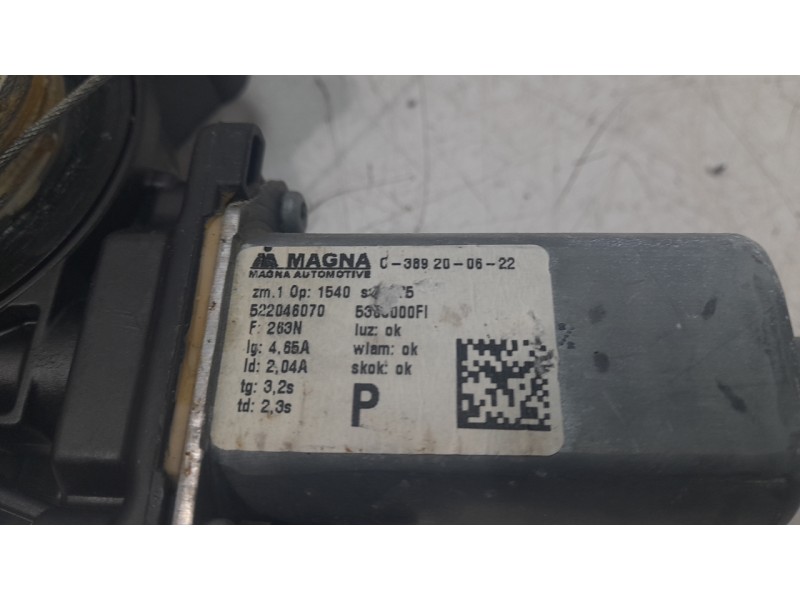 MAGNA C-389 20-06-22
MAGNA AUTOMOTIVE
zm.1 Op: 1540
522046070
F: 263N luz: ok
Ig: 4,65A wlam: ok
Id: 2,04A skok: ok
tg: 3,2s
td: 2,3s
P